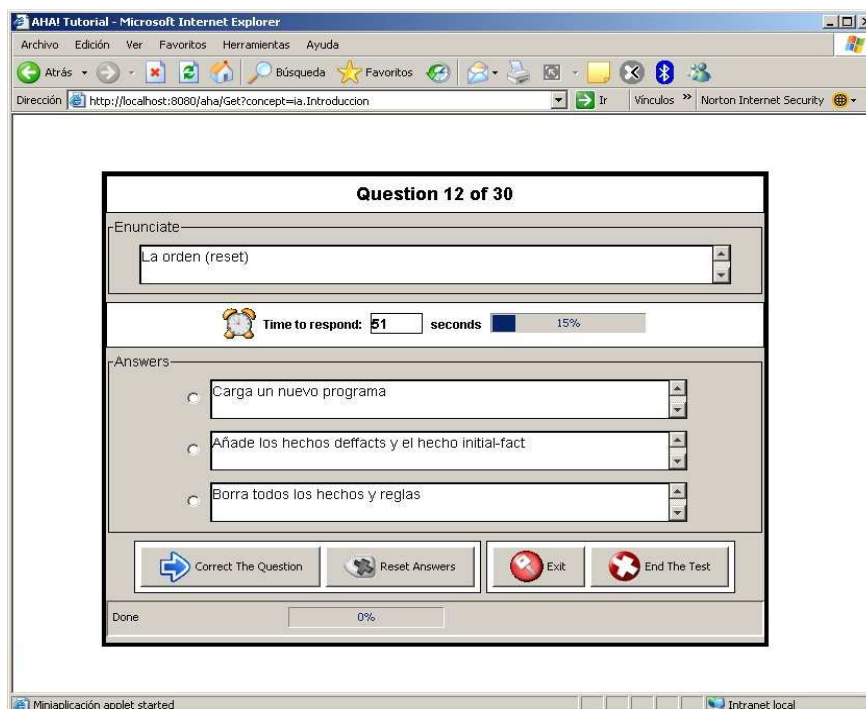 AHA! Tutorial - Microsoft Internet Explorer
Archivo Edición Ver Favoritos Herramientas Ayuda
Atrás Búsqueda Favoritos
Dirección http://localhost:8080/aha/Get?concept=ia.Introduccion Ir Vínculos » Norton Internet Security
Question 12 of 30
Enunciate
La orden (reset)
Time to respond: 51 seconds 15%
Answers
Carga un nuevo programa
Añade los hechos deffacts y el hecho initial-fact
Borra todos los hechos y reglas
Correct The Question Reset Answers Exit End The Test
Done 0%
Miniaplicación applet started Intranet local